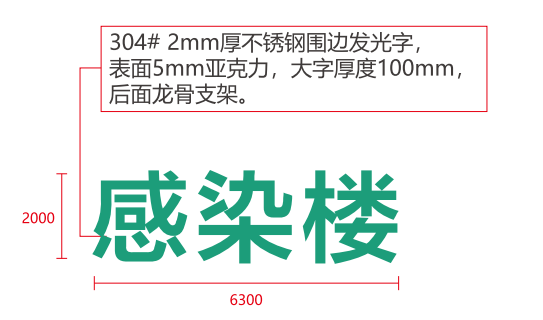 304# 2mm厚不锈钢围边发光字，
表面5mm亚克力，大字厚度100mm，
后面龙骨支架。
感染楼
2000
6300